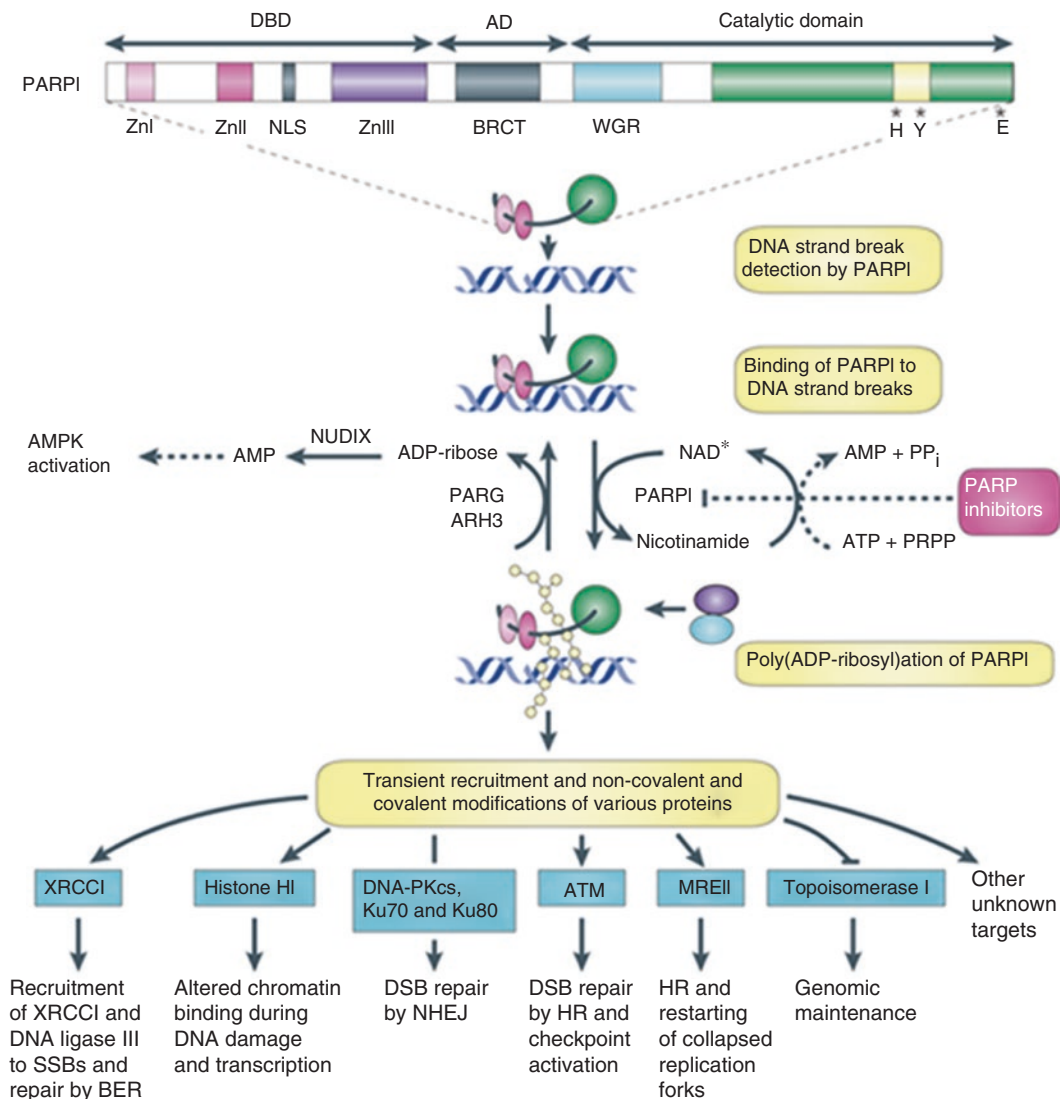 DBD
AD
Catalytic domain
PARPI
ZnI
ZnII
NLS
ZnIII
BRCT
WGR
* * *
H Y E
DNA strand break
detection by PARPI
Binding of PARPI to
DNA strand breaks
AMPK
activation
AMP
NUDIX
ADP-ribose
PARG
ARH3
NAD*
PARPI
Nicotinamide
AMP + PPi
ATP + PRPP
PARP
inhibitors
Poly(ADP-ribosyl)ation of PARPI
Transient recruitment and non-covalent and
covalent modifications of various proteins
XRCCI
Histone HI
DNA-PKcs,
Ku70 and Ku80
ATM
MREII
Topoisomerase I
Other
unknown
targets
Recruitment
of XRCCI and
DNA ligase III
to SSBs and
repair by BER
Altered chromatin
binding during
DNA damage
and transcription
DSB repair
by NHEJ
DSB repair
by HR and
checkpoint
activation
HR and
restarting
of collapsed
replication
forks
Genomic
maintenance